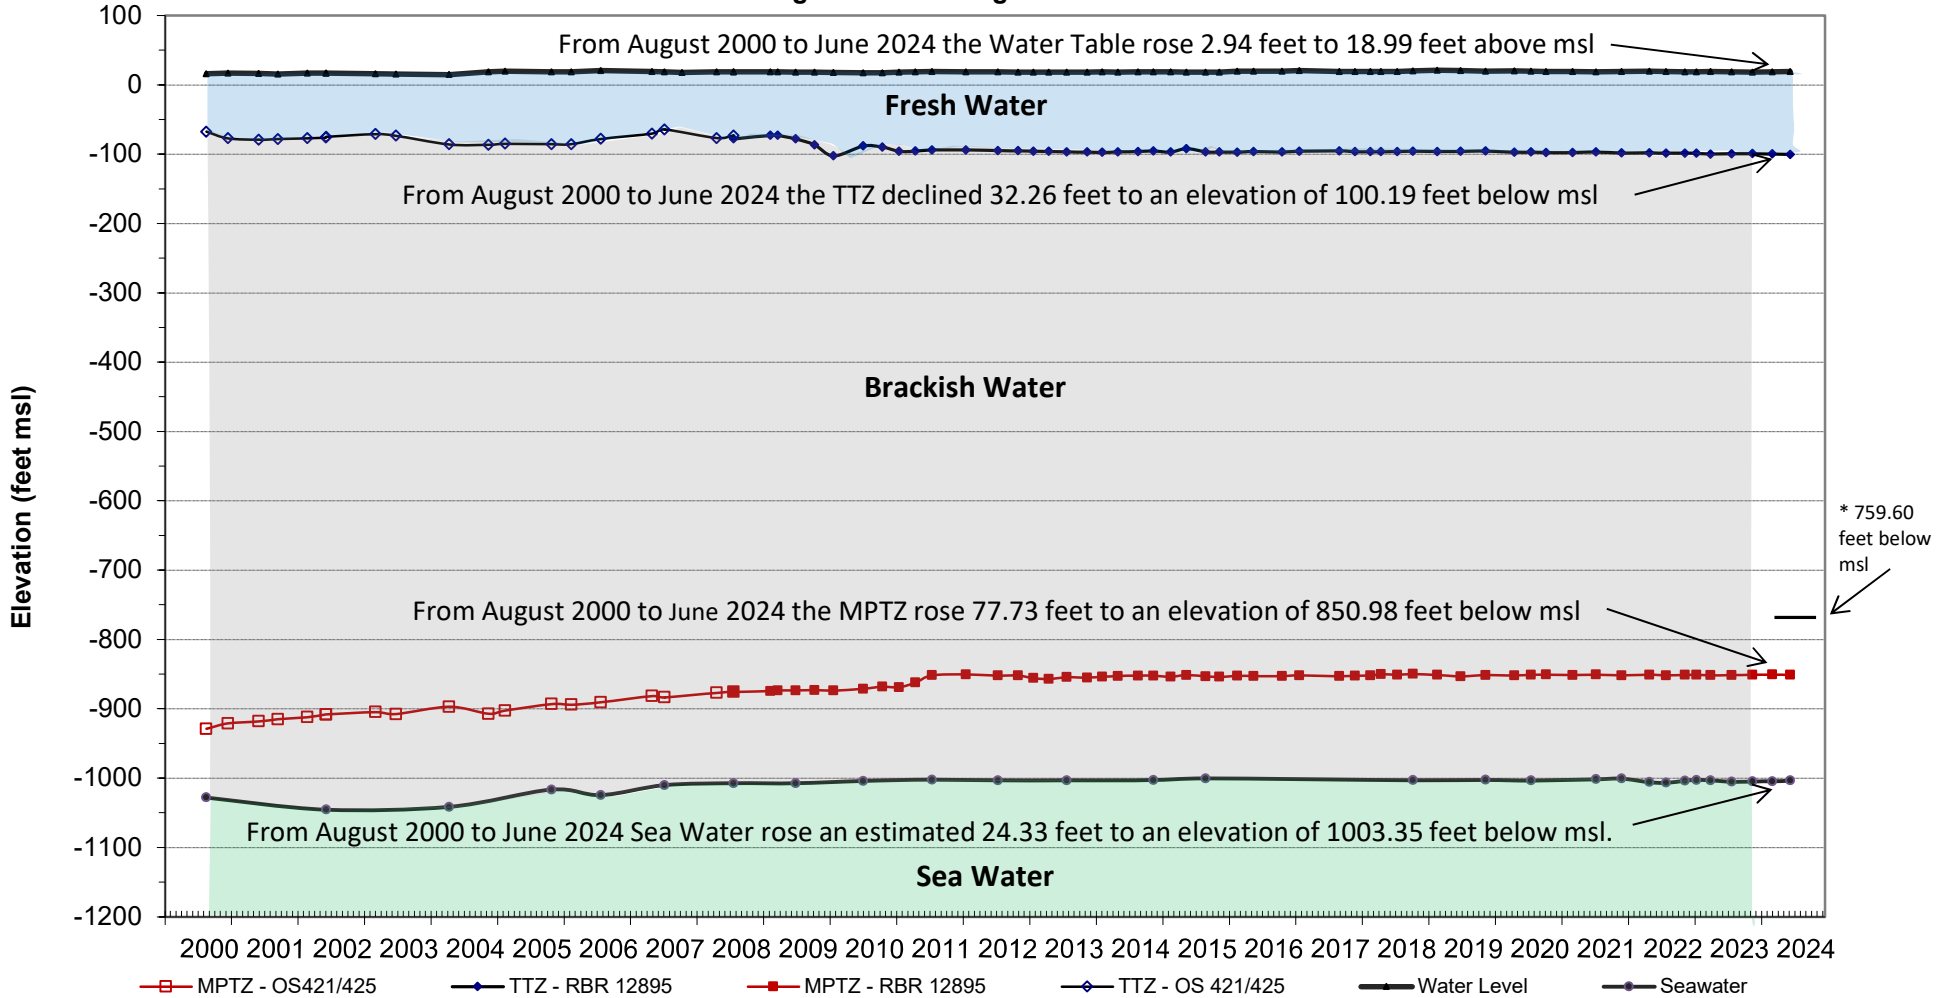 100
From August 2000 to June 2024 the Water Table rose 2.94 feet to 18.99 feet above msl
0
Fresh Water
-100
From August 2000 to June 2024 the TTZ declined 32.26 feet to an elevation of 100.19 feet below msl
-200
-300
-400
Brackish Water
Elevation (feet msl)
-500
-600
* 759.60
feet below
msl
-700
From August 2000 to June 2024 the MPTZ rose 77.73 feet to an elevation of 850.98 feet below msl
-800
-900
-1000
From August 2000 to June 2024 Sea Water rose an estimated 24.33 feet to an elevation of 1003.35 feet below msl.
-1100
Sea Water
-1200
2000 2001 2002 2003 2004 2005 2006 2007 2008 2009 2010 2011 2012 2013 2014 2015 2016 2017 2018 2019 2020 2021 2022 2023 2024
MPTZ - OS421/425 TTZ - RBR 12895 MPTZ - RBR 12895 TTZ - OS 421/425 Water Level Seawater